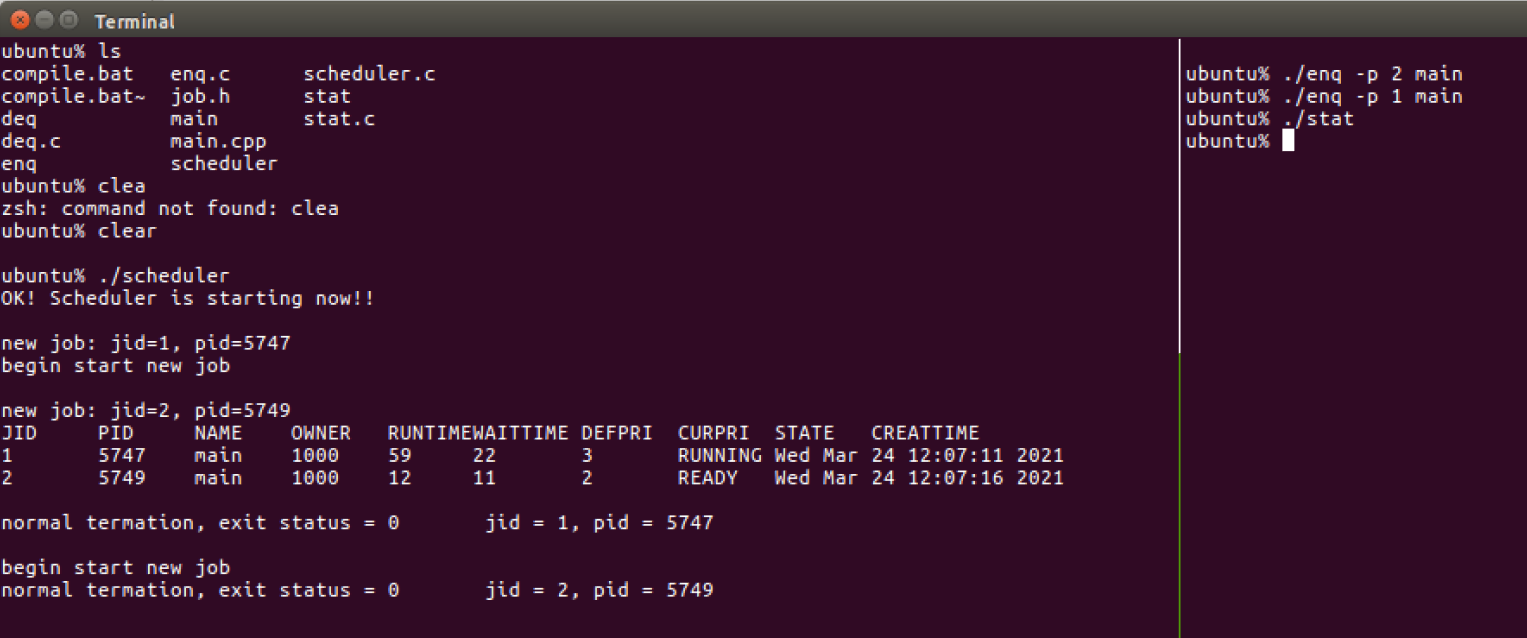 Terminal
ubuntu% ls
compile.bat   enq.c      scheduler.c
compile.bat~  job.h      stat
deq           main       stat.c
deq.c         main.cpp
enq           scheduler
ubuntu% clea
zsh: command not found: clea
ubuntu% clear
ubuntu% ./scheduler
OK! Scheduler is starting now!!
new job: jid=1, pid=5747
begin start new job
new job: jid=2, pid=5749
JID     PID     NAME    OWNER   RUNTIMEWAITTIME DEFPRI  CURPRI  STATE   CREATTIME
1       5747    main    1000    59     22       3       RUNNING Wed Mar 24 12:07:11 2021
2       5749    main    1000    12     11       2       READY   Wed Mar 24 12:07:16 2021
normal termation, exit status = 0       jid = 1, pid = 5747
begin start new job
normal termation, exit status = 0       jid = 2, pid = 5749
ubuntu% ./enq -p 2 main
ubuntu% ./enq -p 1 main
ubuntu% ./stat
ubuntu%